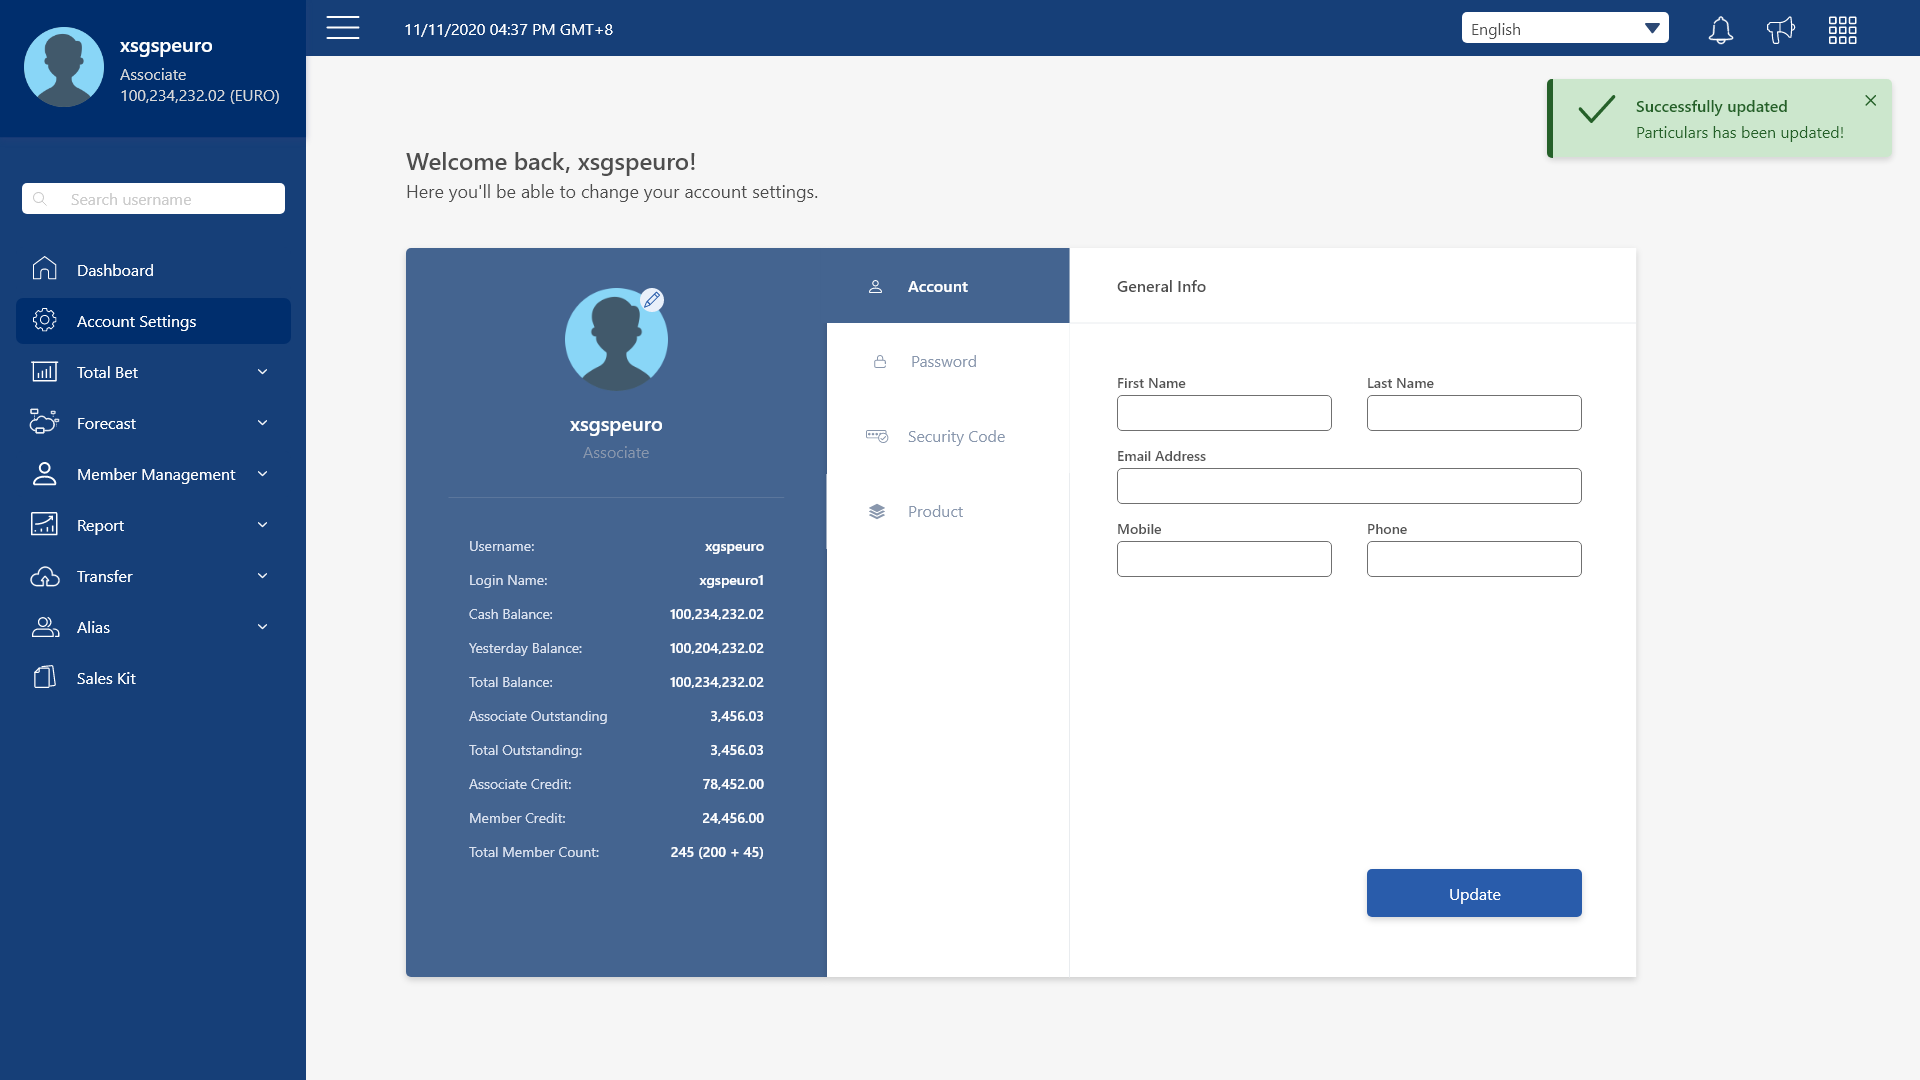 xsgspeuro
Associate
100,234,232.02 (EURO)
11/11/2020 04:37 PM GMT+8
English
Successfully updated
Particulars has been updated!
Search username
Dashboard
Account Settings
Total Bet
Forecast
Member Management
Report
Transfer
Alias
Sales Kit
Welcome back, xsgspeuro!
Here you'll be able to change your account settings.
xsgspeuro
Associate
Username: xgspeuro
Login Name: xgspeuro1
Cash Balance: 100,234,232.02
Yesterday Balance: 100,204,232.02
Total Balance: 100,234,232.02
Associate Outstanding 3,456.03
Total Outstanding: 3,456.03
Associate Credit: 78,452.00
Member Credit: 24,456.00
Total Member Count: 245 (200 + 45)
Account
Password
Security Code
Product
General Info
First Name Last Name
Email Address
Mobile Phone
Update